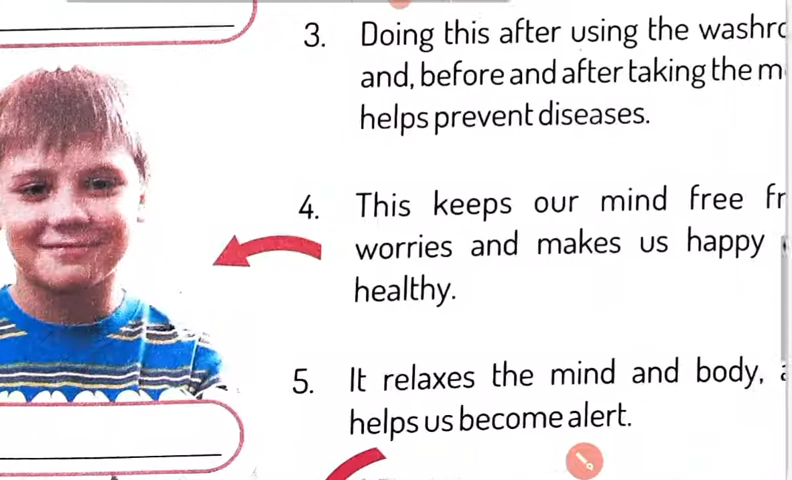 3. Doing this after using the
and, before and after taking the
helps prevent diseases.
4. This keeps our mind free
worries and makes us happy
healthy.
5. It relaxes the mind and body,
helps us become alert.